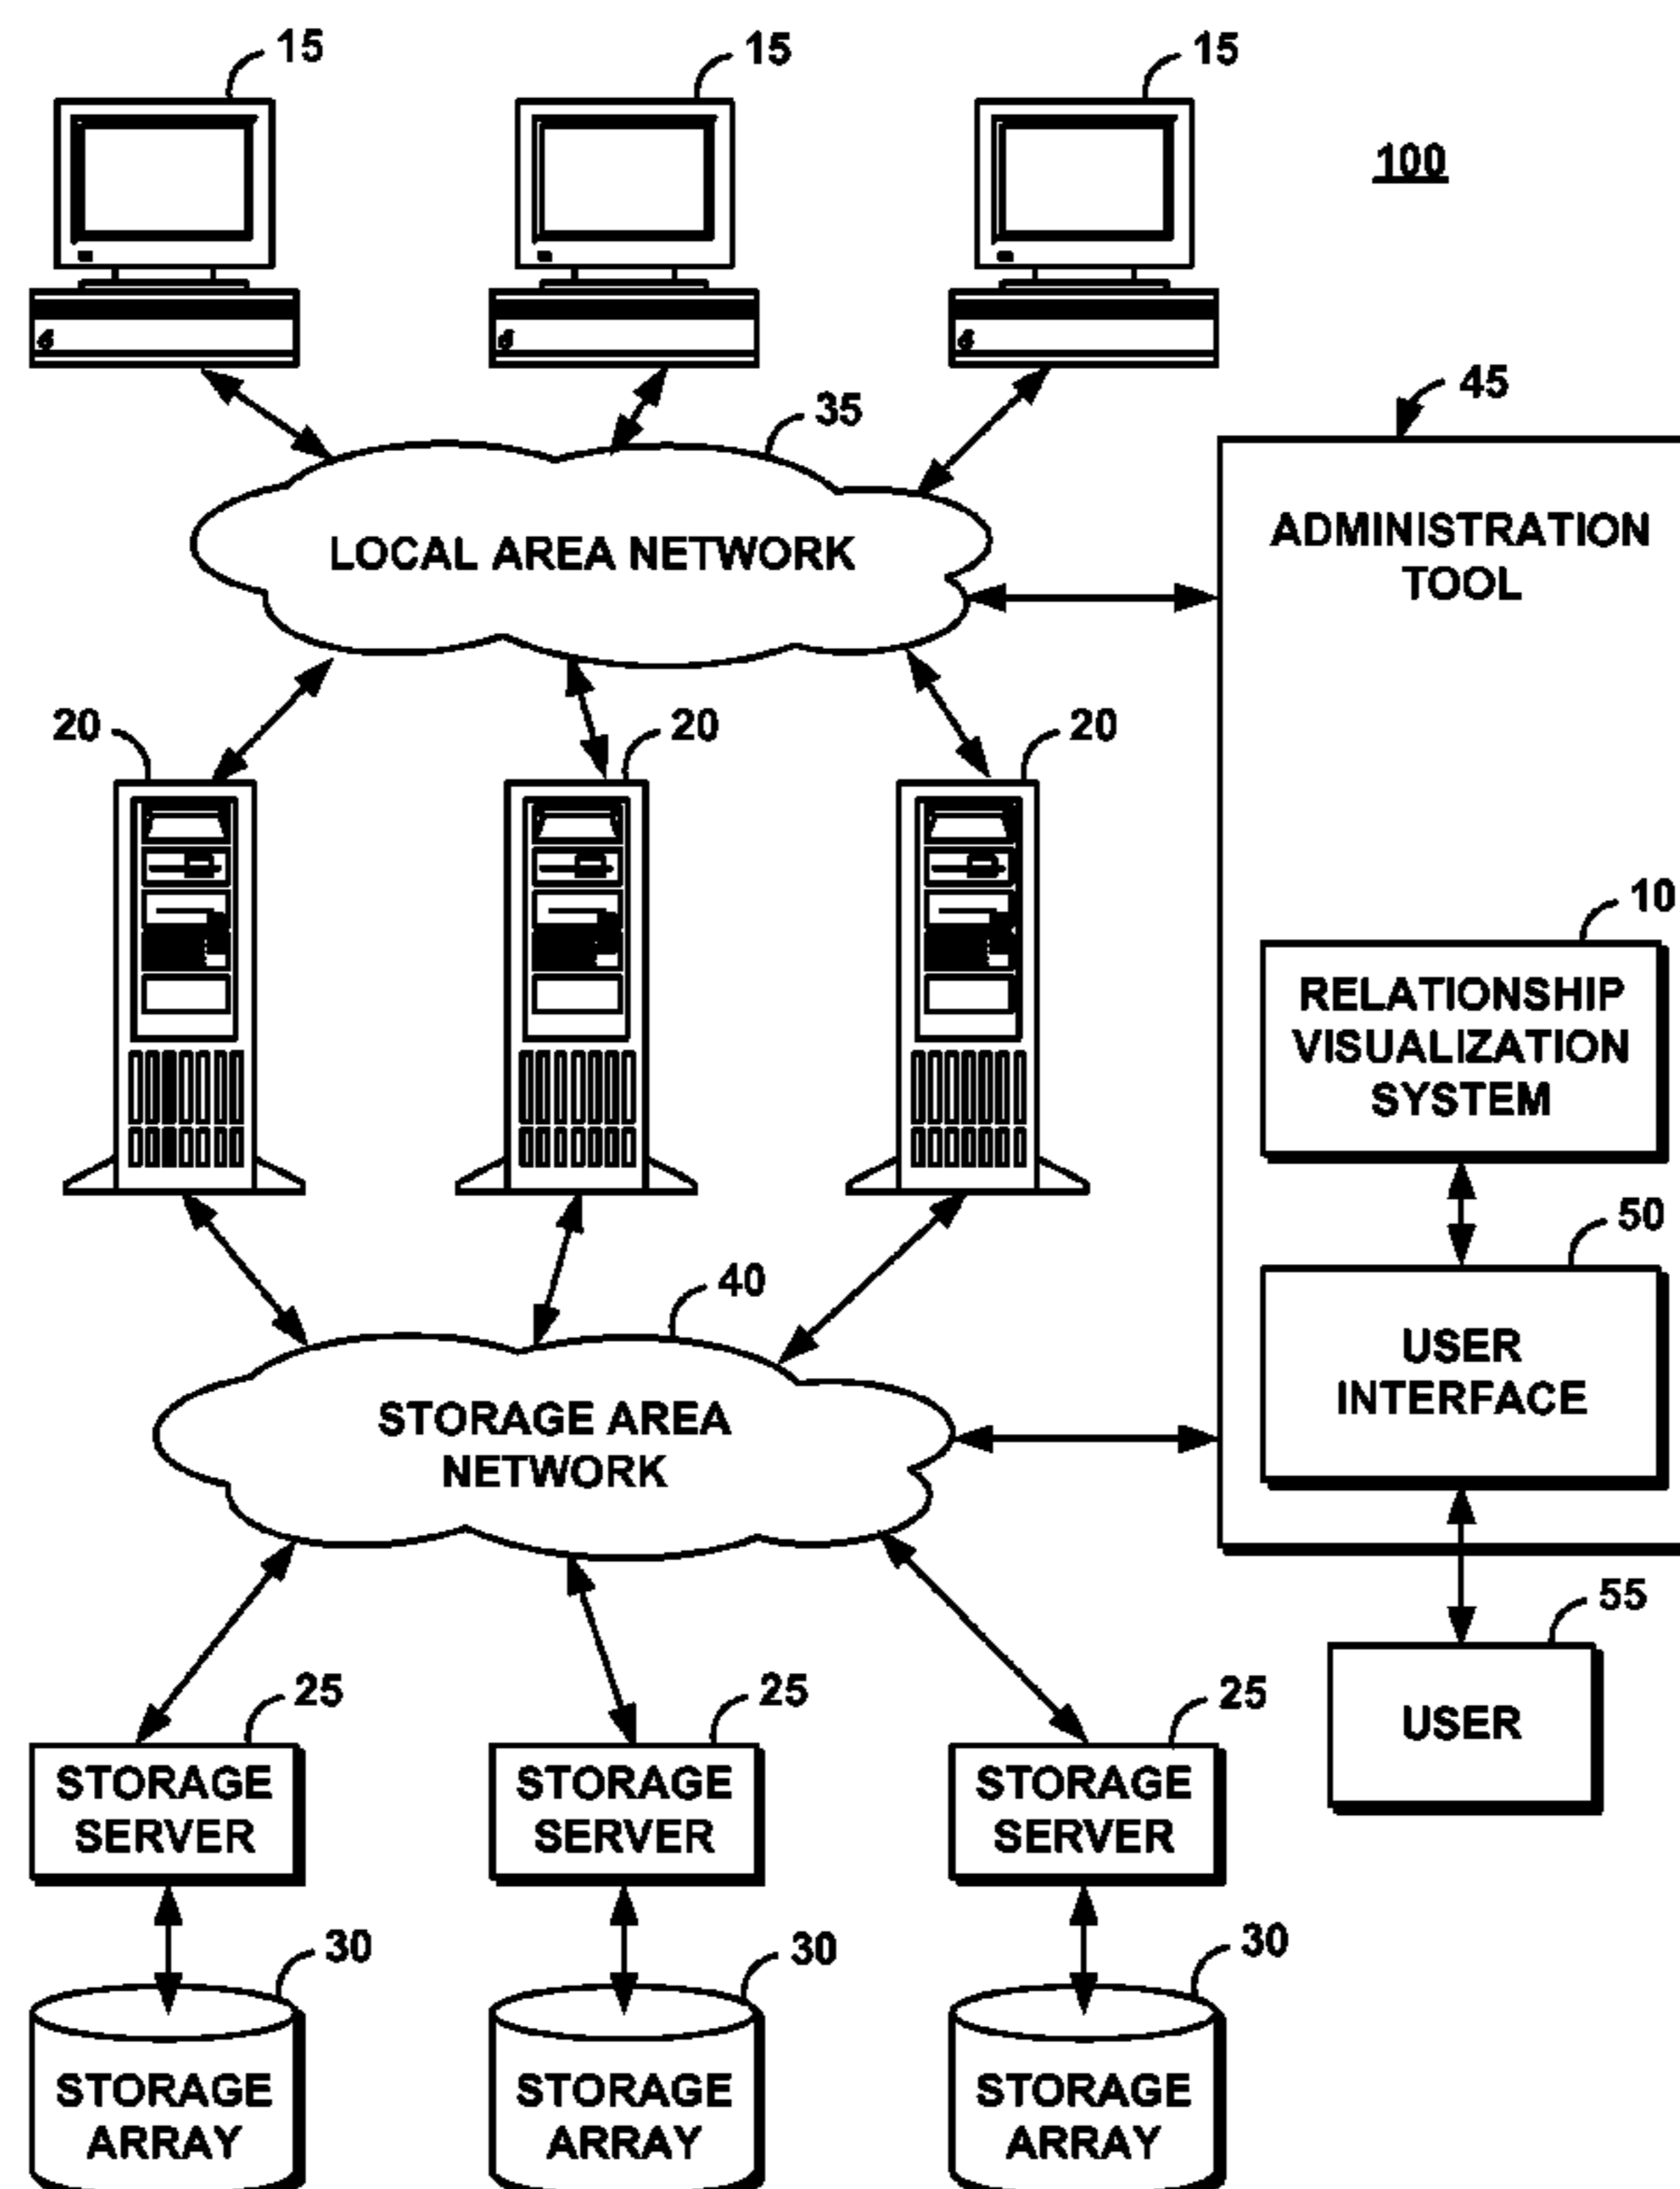 15
15
15
100
35
45
LOCAL AREA NETWORK
ADMINISTRATION
TOOL
20
20
20
10
RELATIONSHIP
VISUALIZATION
SYSTEM
50
USER
INTERFACE
40
STORAGE AREA
NETWORK
55
USER
25
25
25
STORAGE
SERVER
STORAGE
SERVER
STORAGE
SERVER
30
30
30
STORAGE
ARRAY
STORAGE
ARRAY
STORAGE
ARRAY